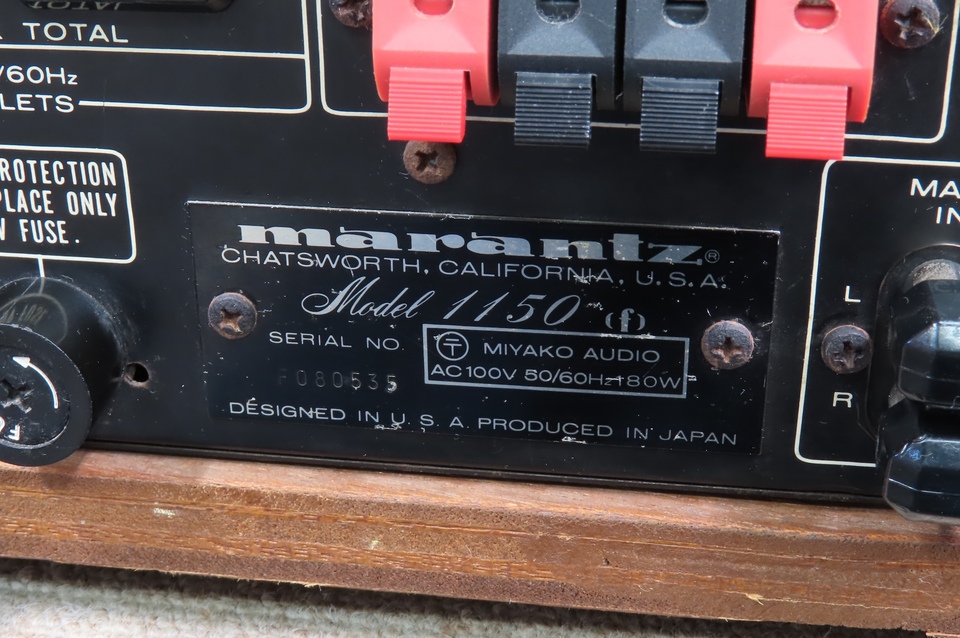 TOTAL
/60Hz
LETS
ROTECTION
PLACE ONLY
FUSE.
marantz®
CHATSWORTH, CALIFORNIA, U.S.A.
Model 1150 (f)
SERIAL NO.
F080535
〒 MIYAKO AUDIO
AC100V 50/60Hz 180W
DESIGNED IN U. S. A. PRODUCED IN JAPAN
MA
IN
L
R